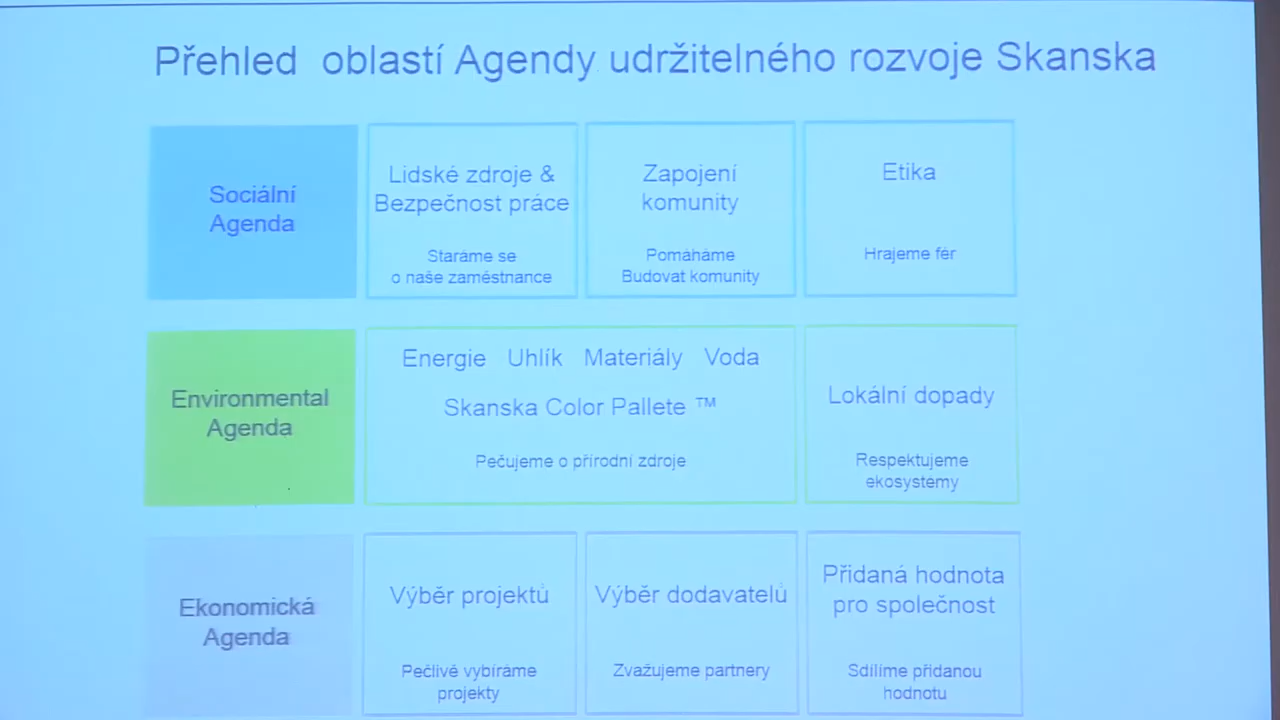 Přehled oblastí Agendy udržitelného rozvoje Skanska
Sociální
Agenda
Lidské zdroje &
Bezpečnost práce
Staráme se
o naše zaměstnance
Zapojení
komunity
Pomáháme
Budovat komunity
Etika
Hrajeme fér
Environmental
Agenda
Energie Uhlík Materiály Voda
Skanska Color Pallete ™
Pečujeme o přírodní zdroje
Lokální dopady
Respektujeme
ekosystémy
Ekonomická
Agenda
Výběr projektů
Pečlivě vybíráme
projekty
Výběr dodavatelů
Zvažujeme partnery
Přidaná hodnota
pro společnost
Sdílíme přidanou
hodnotu